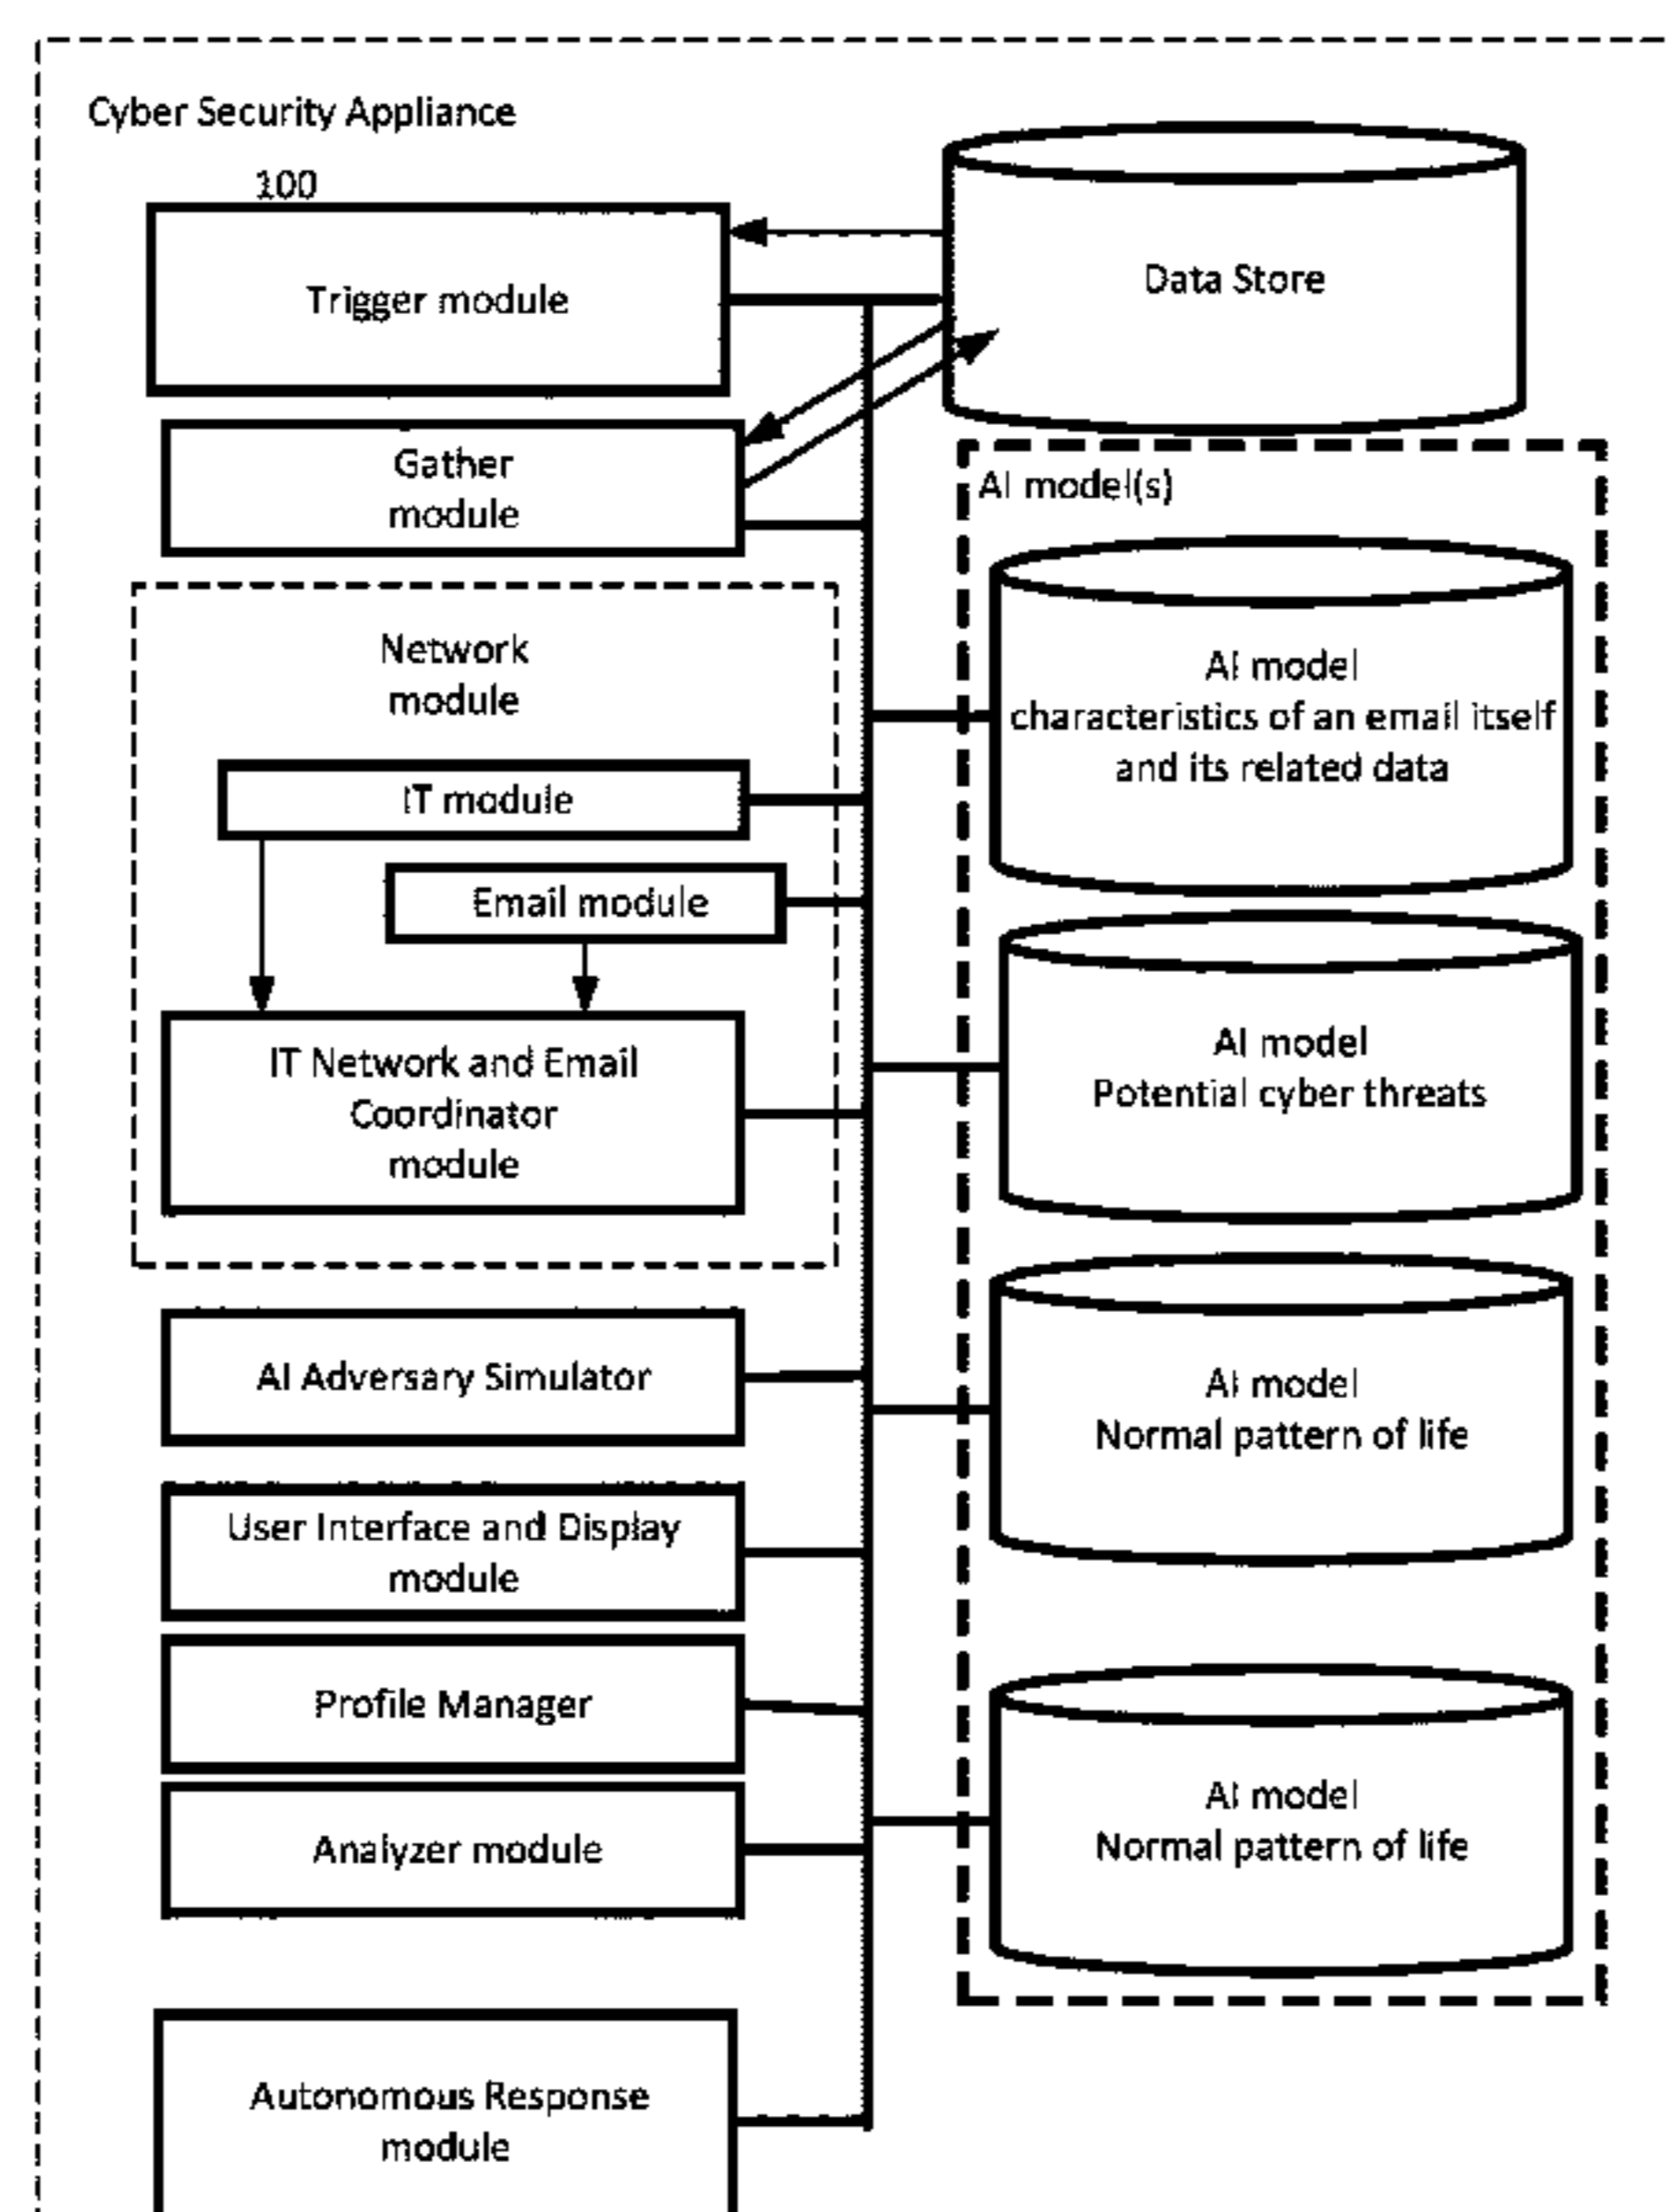 Cyber Security Appliance
100
Trigger module
Data Store
Gather
module
AI model(s)
Network
module
AI model
characteristics of an email itself
and its related data
IT module
Email module
IT Network and Email
Coordinator
module
AI model
Potential cyber threats
AI Adversary Simulator
AI model
Normal pattern of life
User Interface and Display
module
Profile Manager
Analyzer module
AI model
Normal pattern of life
Autonomous Response
module